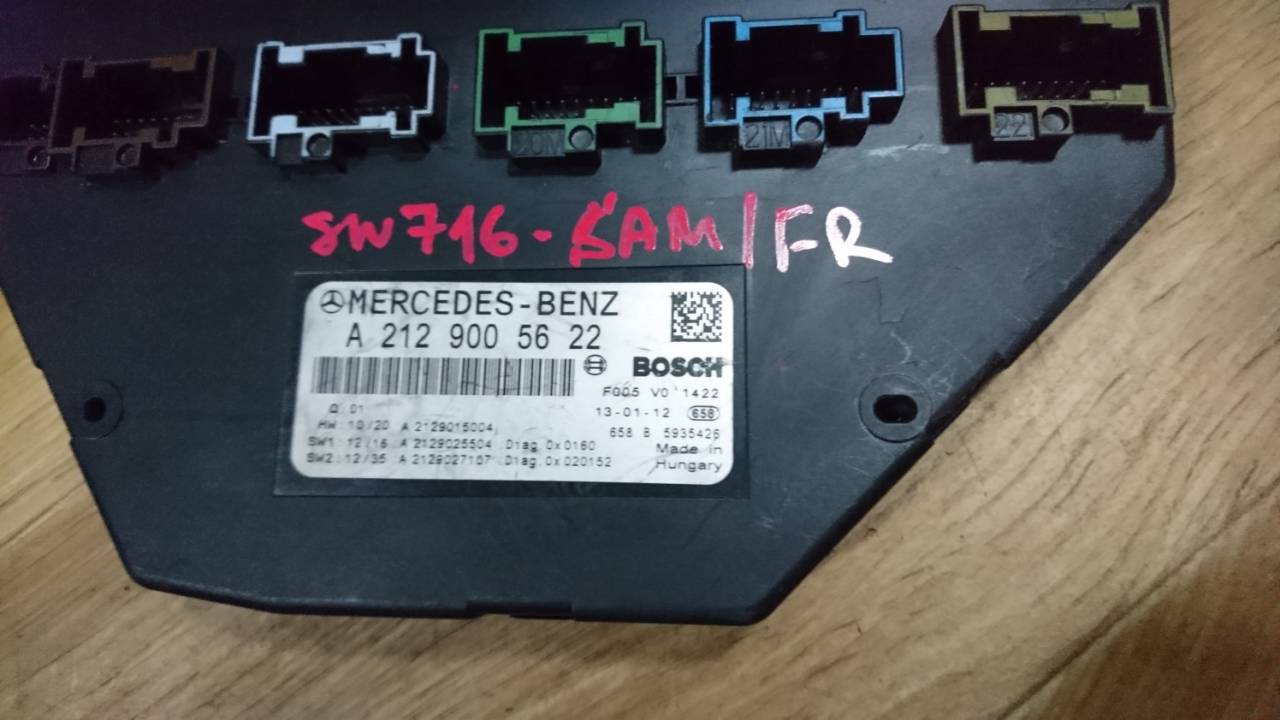 20M
21M
22
SW716-SAM/FR
MERCEDES-BENZ
A 212 900 5622
BOSCH
F005 V0 1422
Q: 01
13-01-12 658
HW: 10/20 A 2129015004
658 B 5935426
SW1: 12/16 A 2129025504 Diag. 0x0160
Made in
SW2: 12/35 A 2129027107 Diag. 0x020152
Hungary